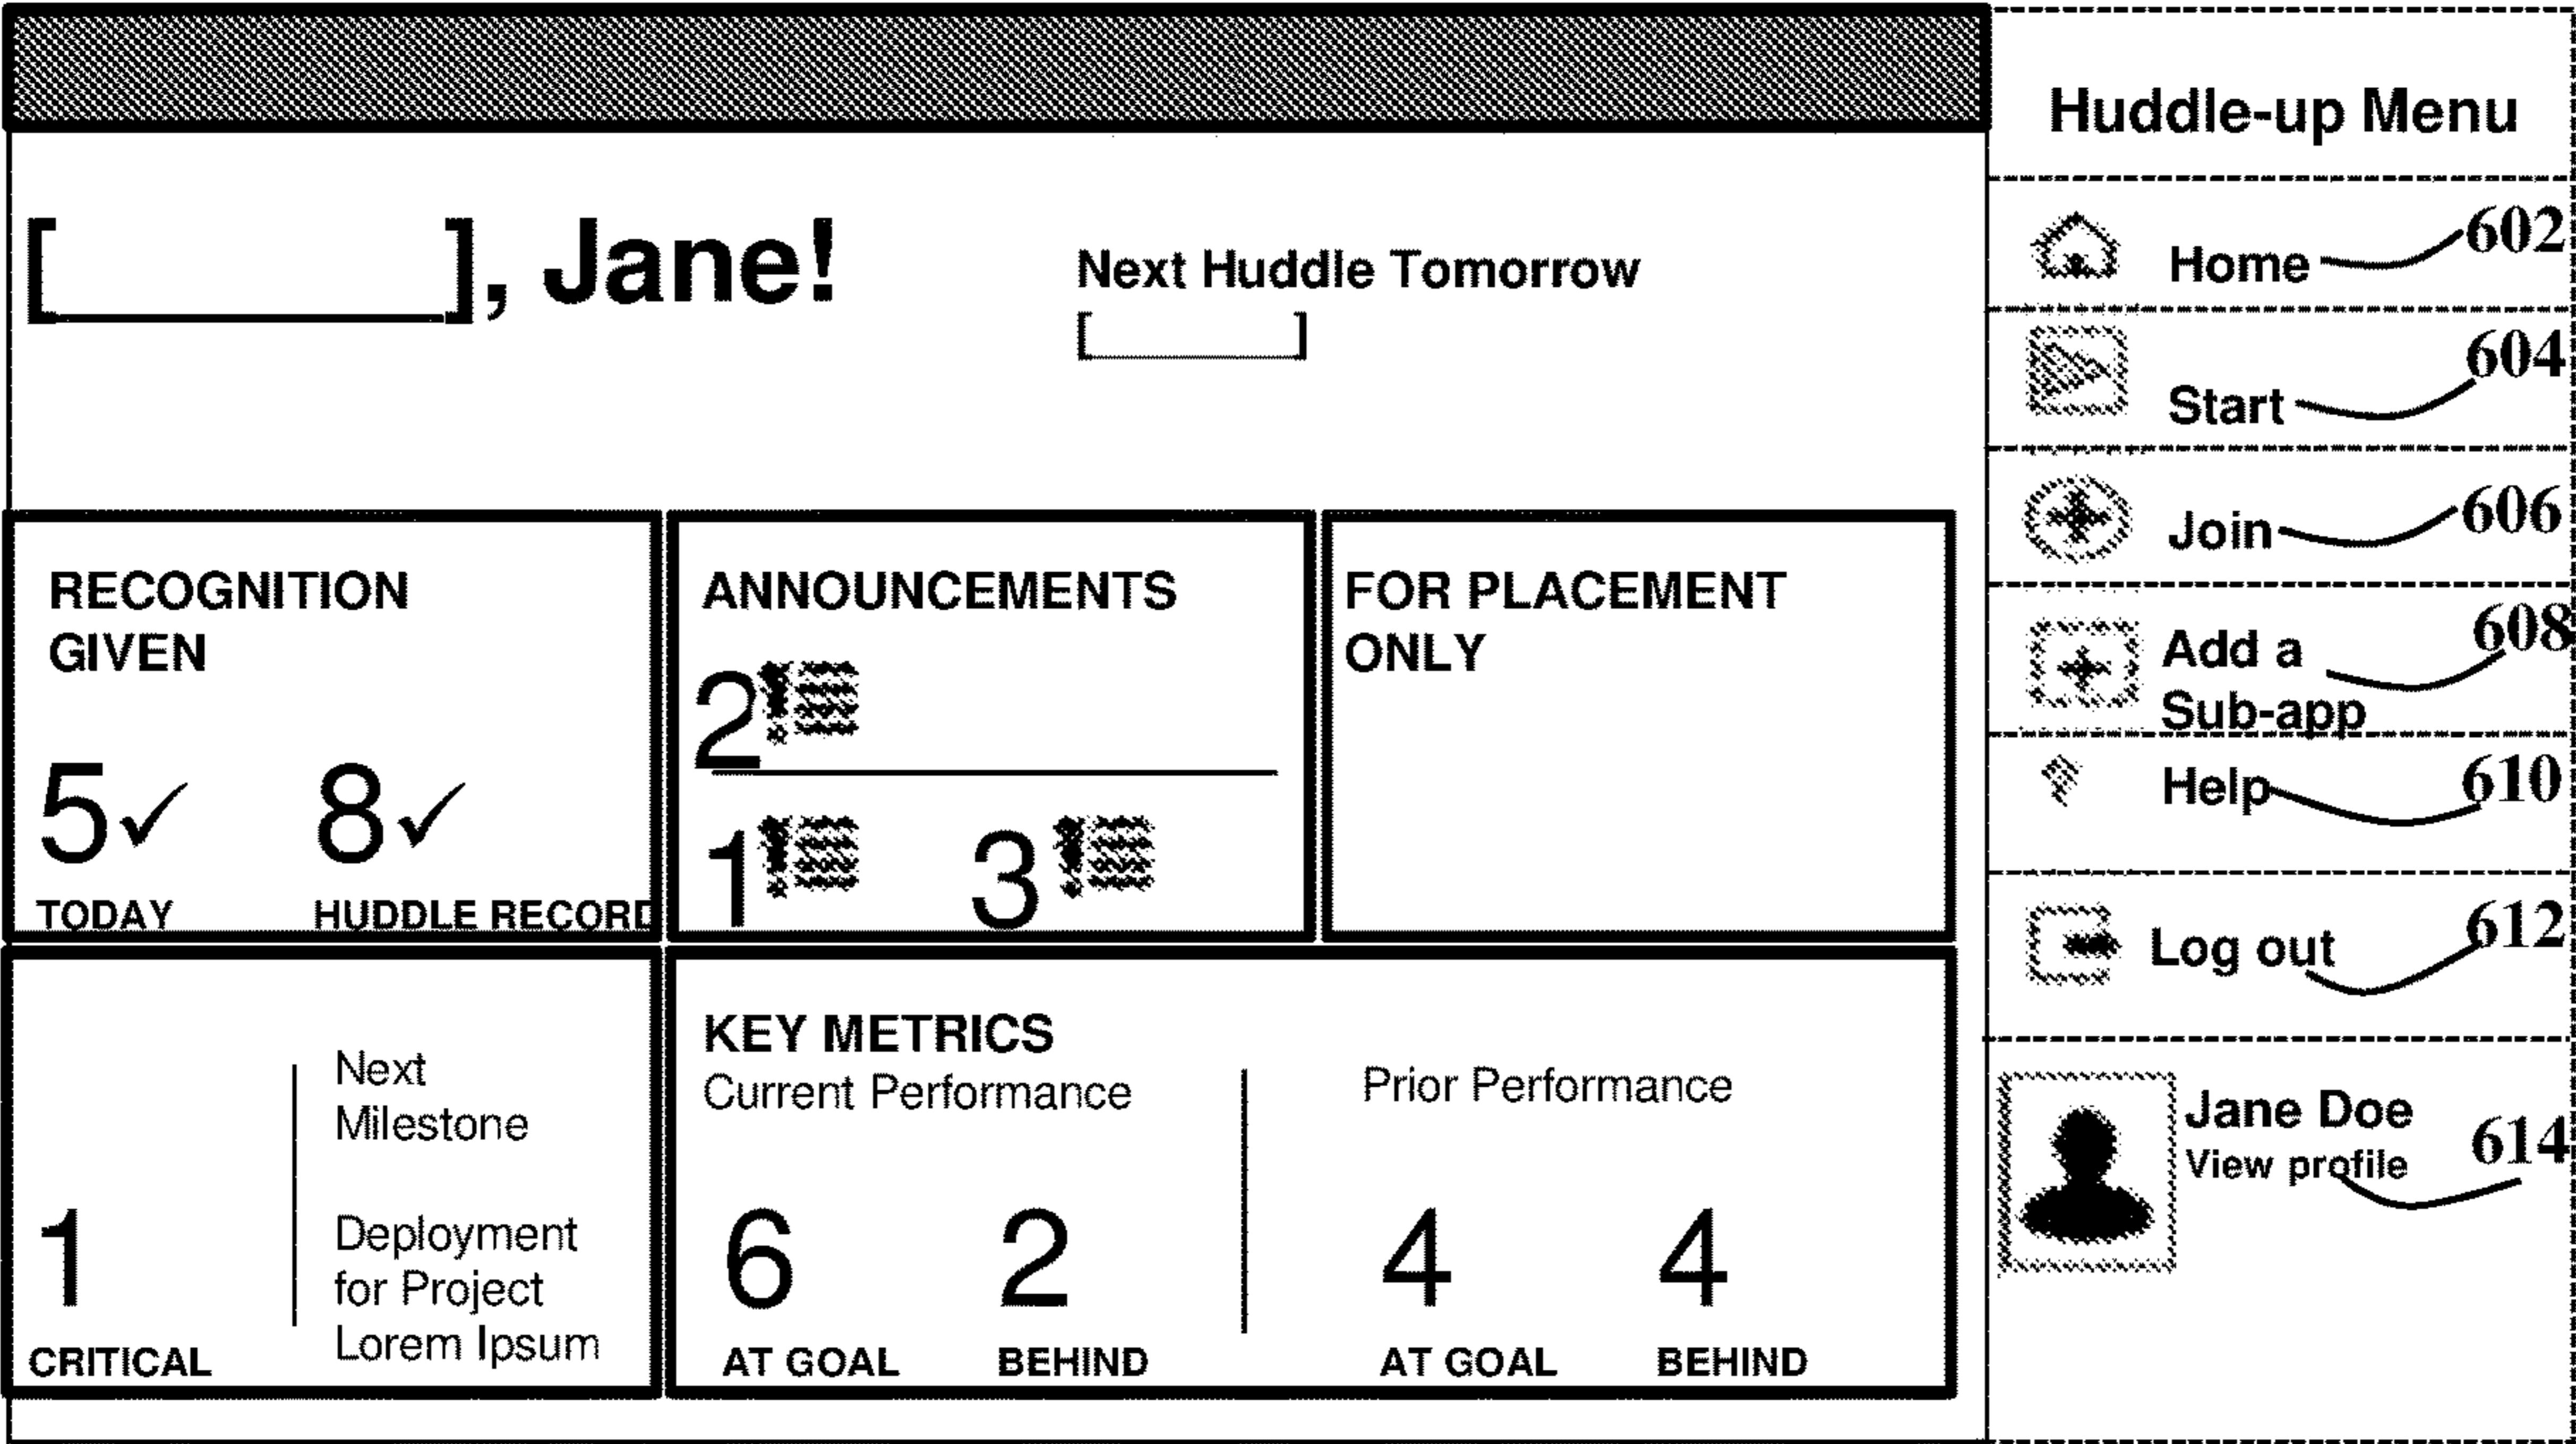 [ ], Jane!
Next Huddle Tomorrow
[ ]
RECOGNITION
GIVEN
5✓ 8✓
TODAY HUDDLE RECORD
ANNOUNCEMENTS
2
1 3
FOR PLACEMENT
ONLY
1
CRITICAL
Next
Milestone
Deployment
for Project
Lorem Ipsum
KEY METRICS
Current Performance
6 2
AT GOAL BEHIND
Prior Performance
4 4
AT GOAL BEHIND
Huddle-up Menu
Home 602
Start 604
Join 606
Add a 608
Sub-app
Help 610
Log out 612
Jane Doe
View profile 614